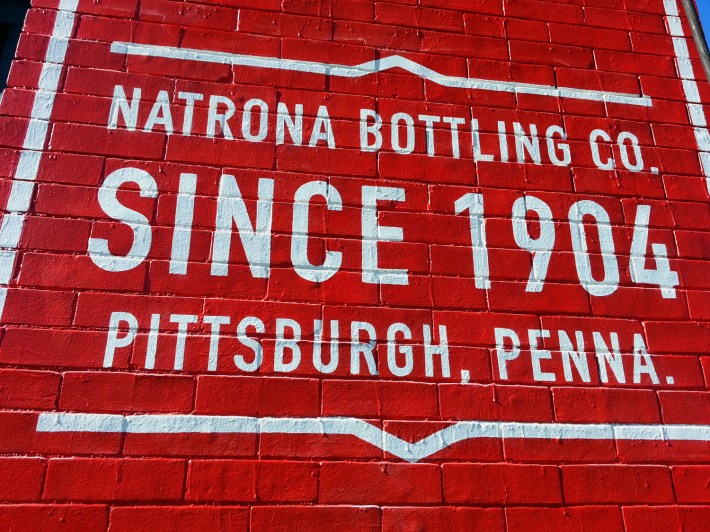 NATRONA BOTTLING CO.
SINCE 1904
PITTSBURGH, PENNA.